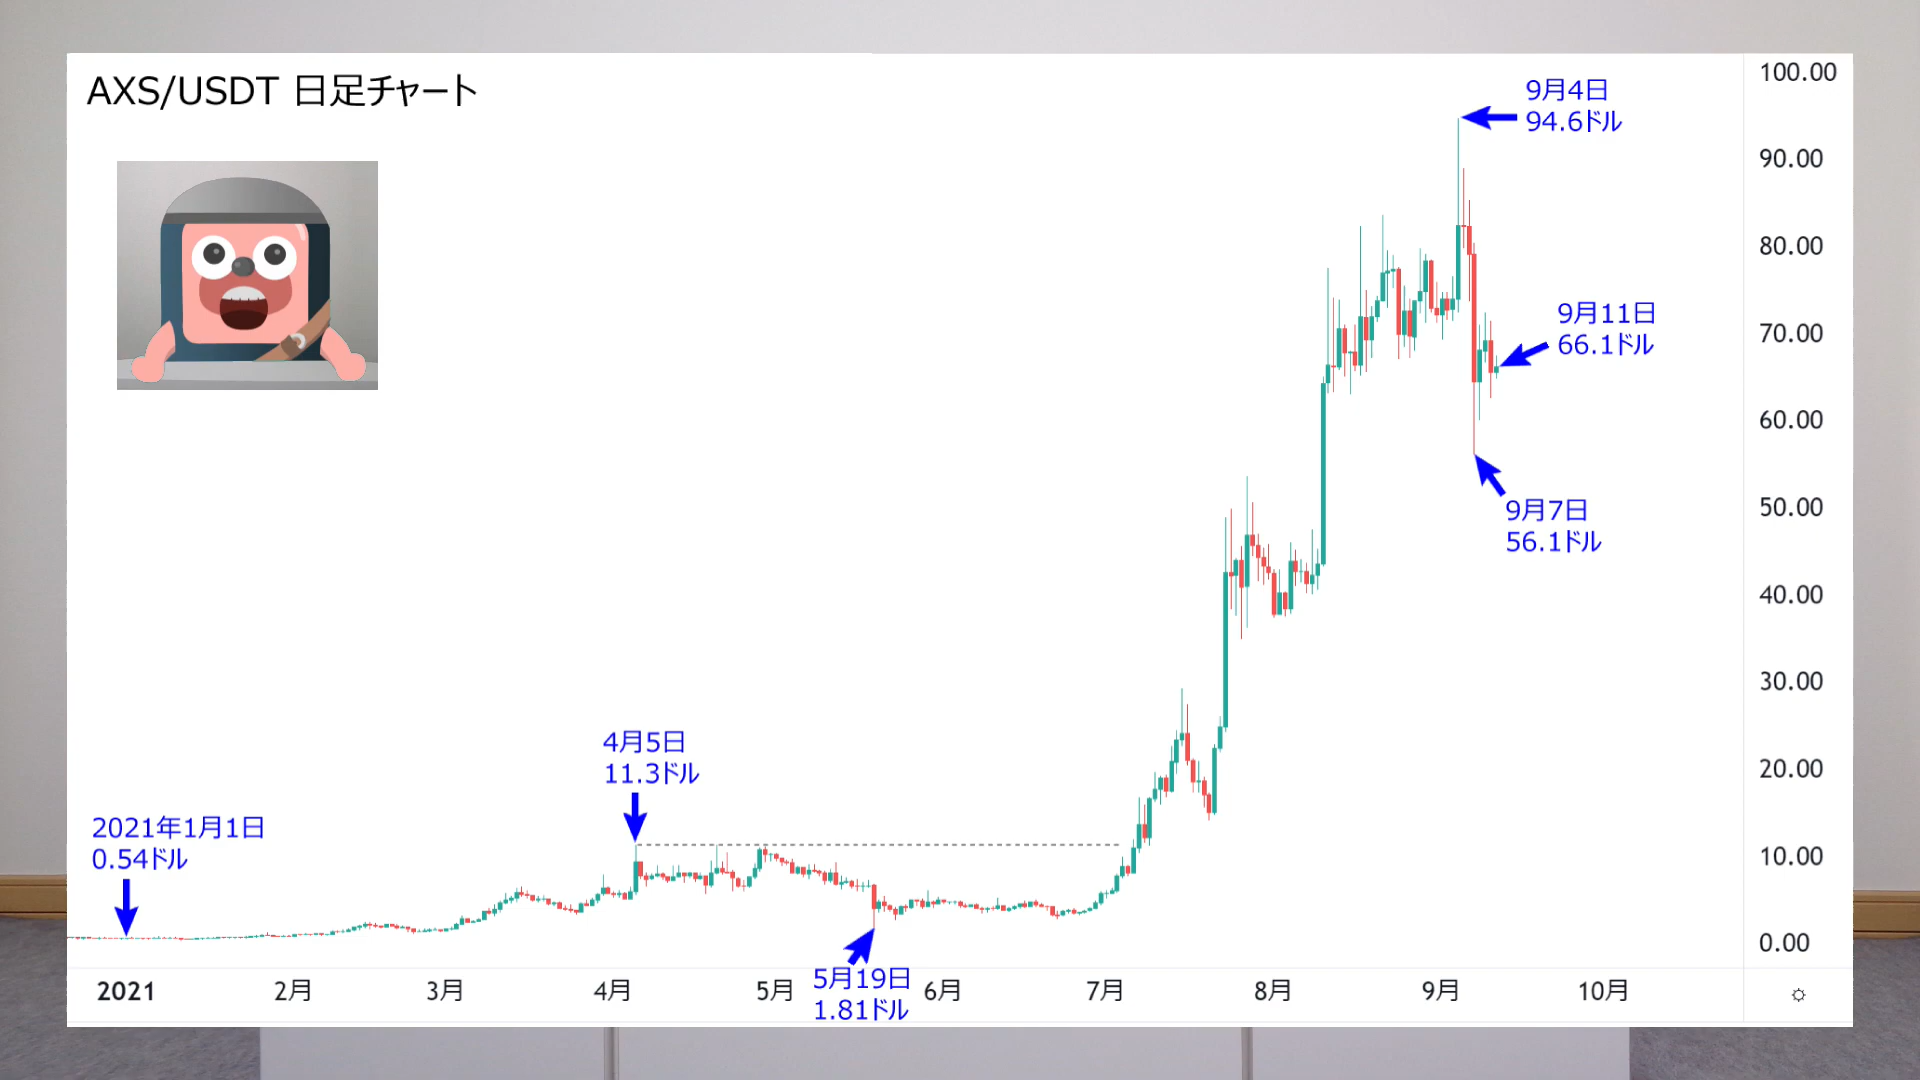 AXS/USDT 日足チャート
9月4日
94.6ドル
9月11日
66.1ドル
9月7日
56.1ドル
4月5日
11.3ドル
2021年1月1日
0.54ドル
5月19日
1.81ドル
100.00
90.00
80.00
70.00
60.00
50.00
40.00
30.00
20.00
10.00
0.00
2021 2月 3月 4月 5月 6月 7月 8月 9月 10月